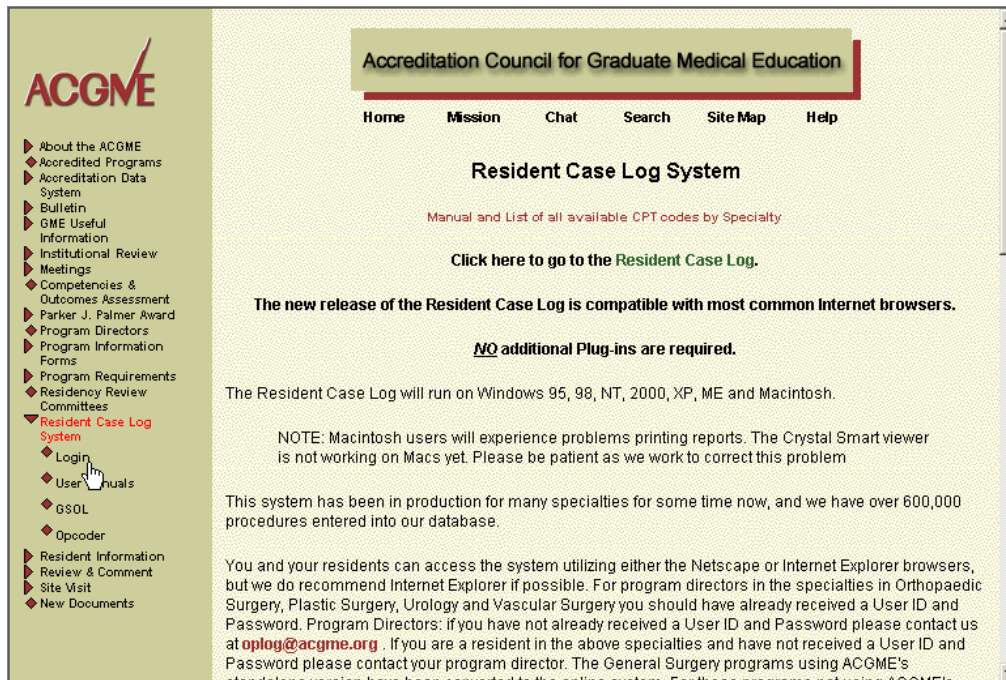 ACGME
About the ACGME
Accredited Programs
Accreditation Data
System
Bulletin
GME Useful
Information
Institutional Review
Meetings
Competencies &
Outcomes Assessment
Parker J. Palmer Award
Program Directors
Program Information
Forms
Program Requirements
Residency Review
Committees
Resident Case Log
System
Login
User nuals
GSOL
Opcoder
Resident Information
Review & Comment
Site Visit
New Documents
Accreditation Council for Graduate Medical Education
Home Mission Chat Search Site Map Help
Resident Case Log System
Manual and List of all available CPT codes by Specialty
Click here to go to the Resident Case Log.
The new release of the Resident Case Log is compatible with most common Internet browsers.
NO additional Plug-ins are required.
The Resident Case Log will run on Windows 95, 98, NT, 2000, XP, ME and Macintosh.
NOTE: Macintosh users will experience problems printing reports. The Crystal Smart viewer
is not working on Macs yet. Please be patient as we work to correct this problem
This system has been in production for many specialties for some time now, and we have over 600,000
procedures entered into our database.
You and your residents can access the system utilizing either the Netscape or Internet Explorer browsers,
but we do recommend Internet Explorer if possible. For program directors in the specialties in Orthopaedic
Surgery, Plastic Surgery, Urology and Vascular Surgery you should have already received a User ID and
Password. Program Directors: if you have not already received a User ID and Password please contact us
at oplog@acgme.org . If you are a resident in the above specialties and have not received a User ID and
Password please contact your program director. The General Surgery programs using ACGME's